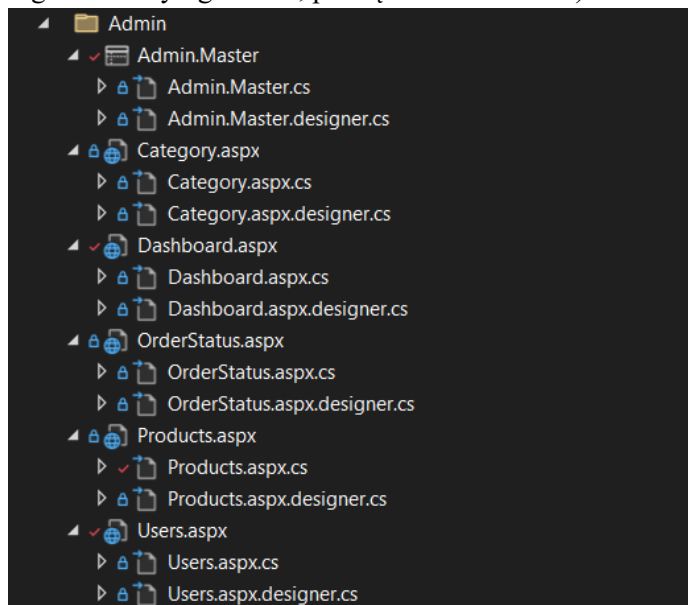 Admin
Admin.Master
Admin.Master.cs
Admin.Master.designer.cs
Category.aspx
Category.aspx.cs
Category.aspx.designer.cs
Dashboard.aspx
Dashboard.aspx.cs
Dashboard.aspx.designer.cs
OrderStatus.aspx
OrderStatus.aspx.cs
OrderStatus.aspx.designer.cs
Products.aspx
Products.aspx.cs
Products.aspx.designer.cs
Users.aspx
Users.aspx.cs
Users.aspx.designer.cs